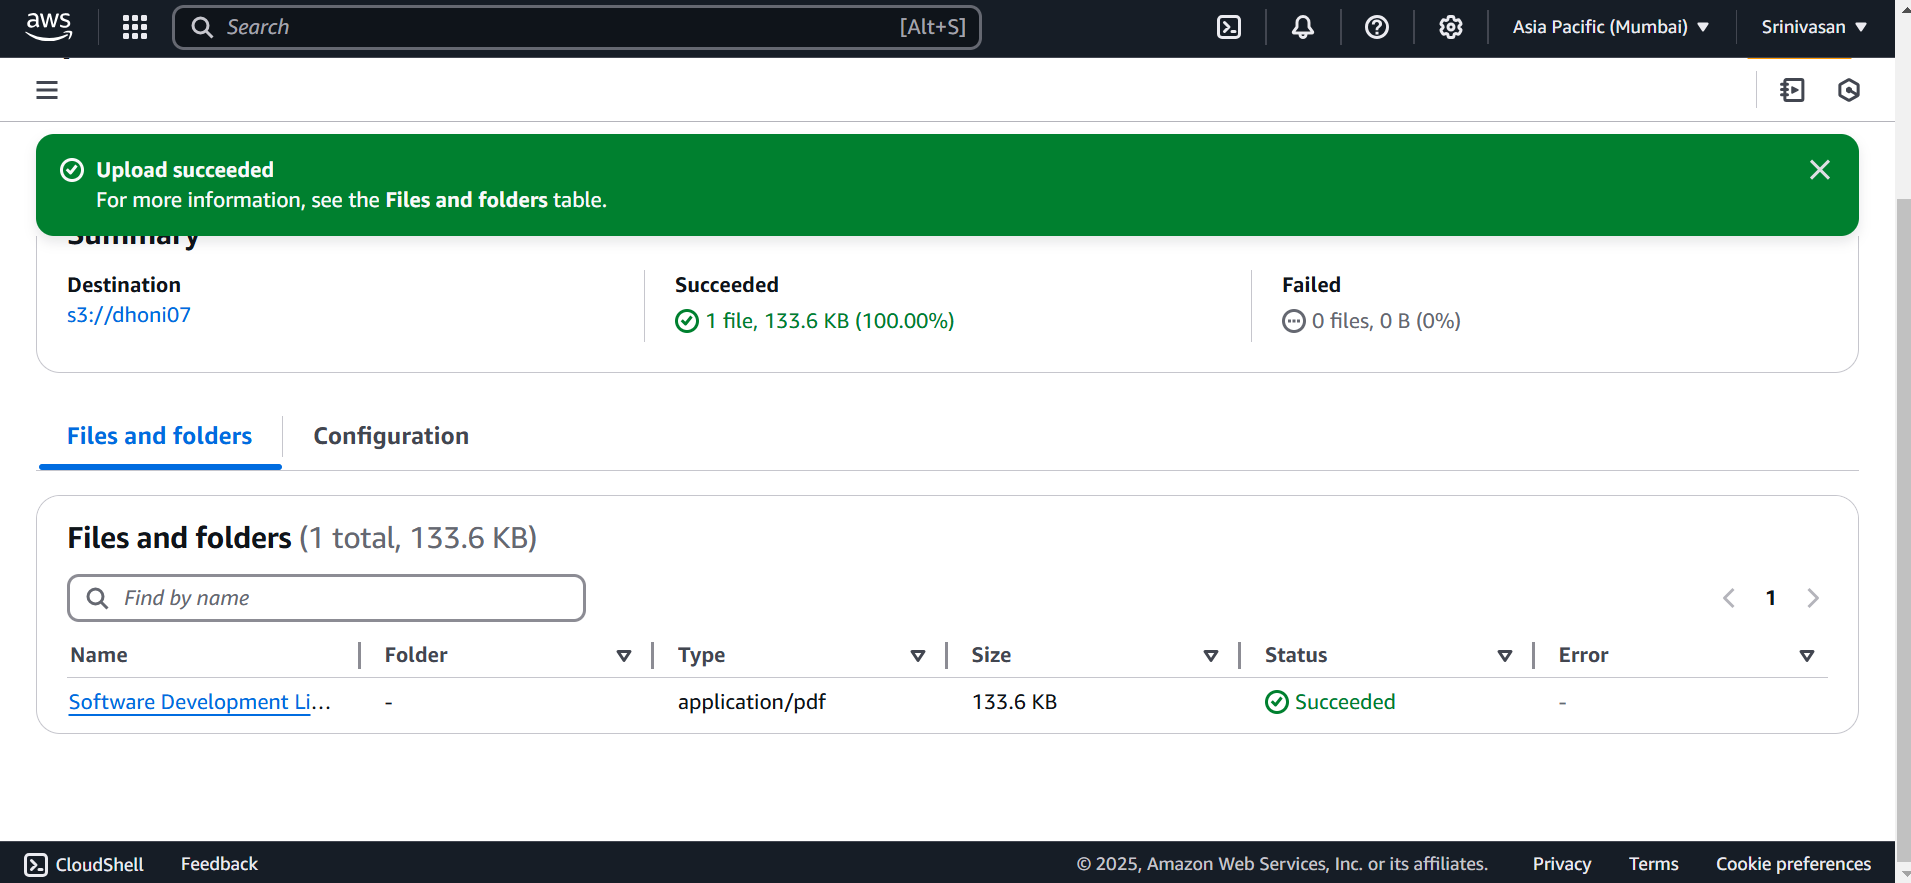 aws
Search [Alt+S]
Asia Pacific (Mumbai)
Srinivasan
Upload succeeded
For more information, see the Files and folders table.
Summary
Destination
s3://dhoni07
Succeeded
1 file, 133.6 KB (100.00%)
Failed
0 files, 0 B (0%)
Files and folders
Configuration
Files and folders (1 total, 133.6 KB)
Find by name
1
Name Folder Type Size Status Error
Software Development Li... - application/pdf 133.6 KB Succeeded -
CloudShell Feedback © 2025, Amazon Web Services, Inc. or its affiliates. Privacy Terms Cookie preferences